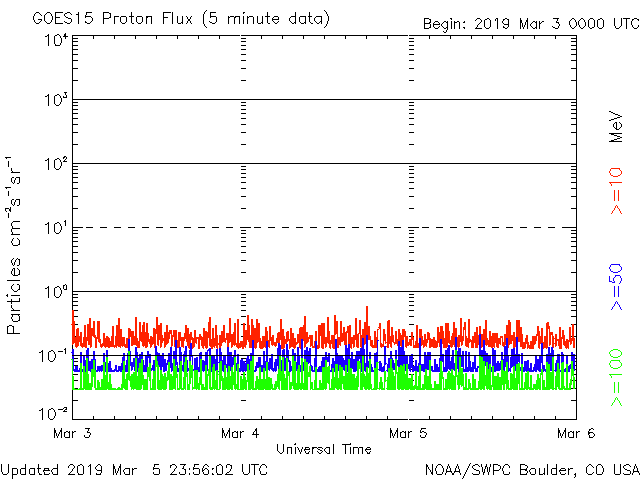 GOES15 Proton Flux (5 minute data)
Begin: 2019 Mar 3 0000 UTC
10⁴
10³
10²
10¹
10⁰
10⁻¹
10⁻²
Particles cm⁻²s⁻¹sr⁻¹
MeV
>=10
>=50
>=100
Mar 3
Mar 4
Mar 5
Mar 6
Universal Time
Updated 2019 Mar 5 23:56:02 UTC
NOAA/SWPC Boulder, CO USA